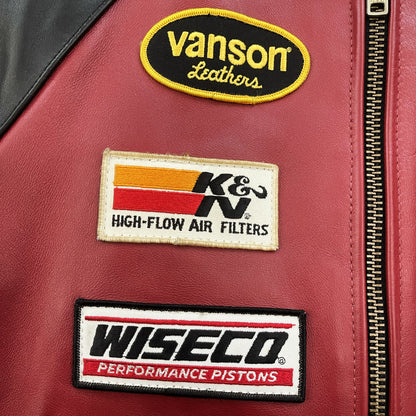 vanson®
Leathers
K&N®
HIGH-FLOW AIR FILTERS
WISECO®
PERFORMANCE PISTONS